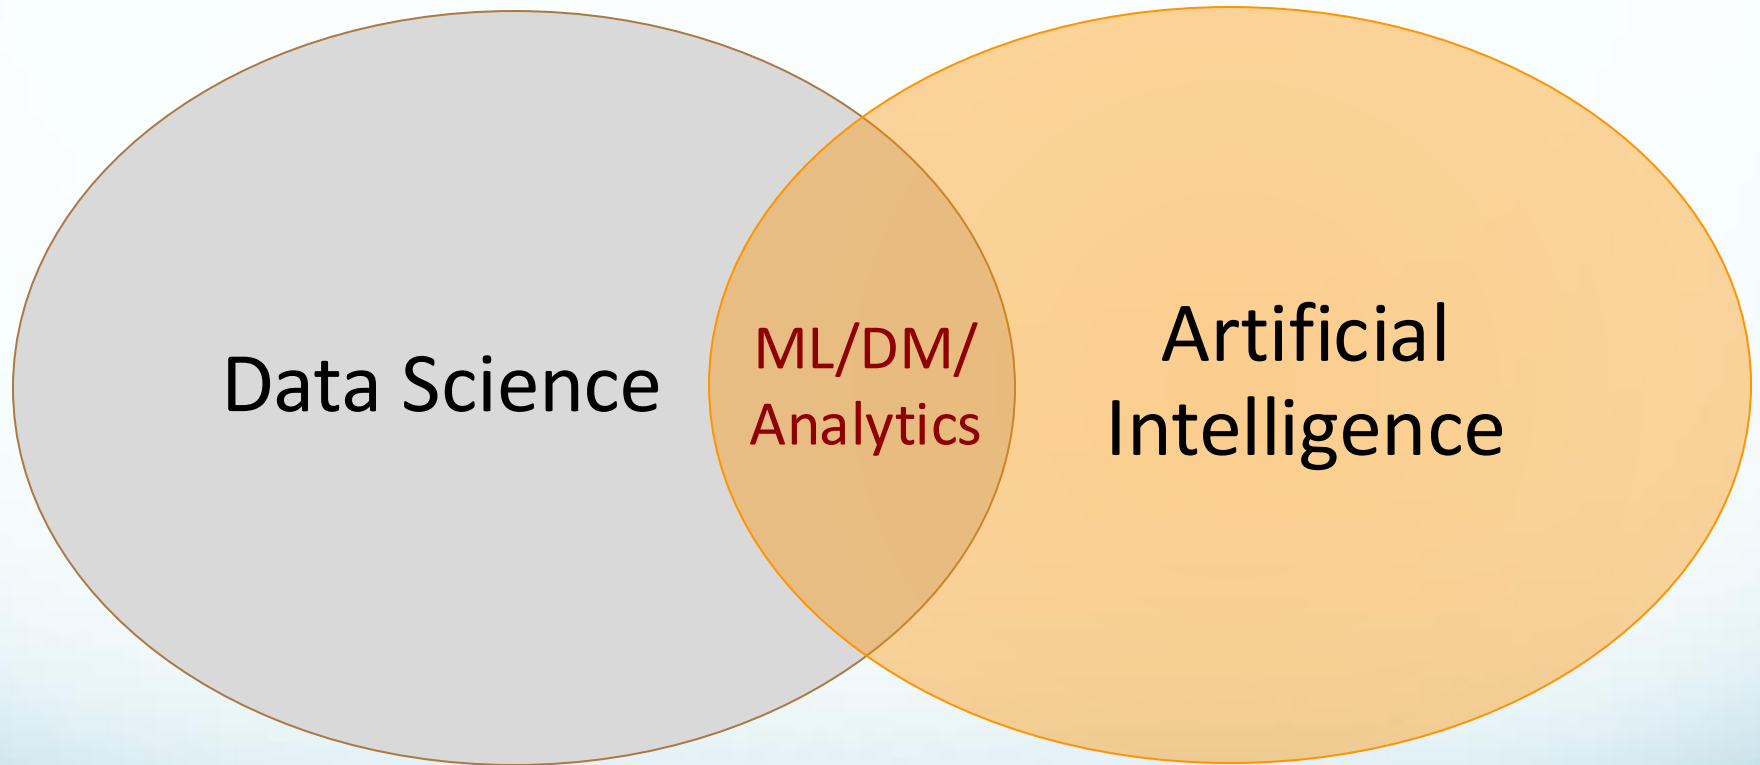 Data Science
ML/DM/
Analytics
Artificial
Intelligence